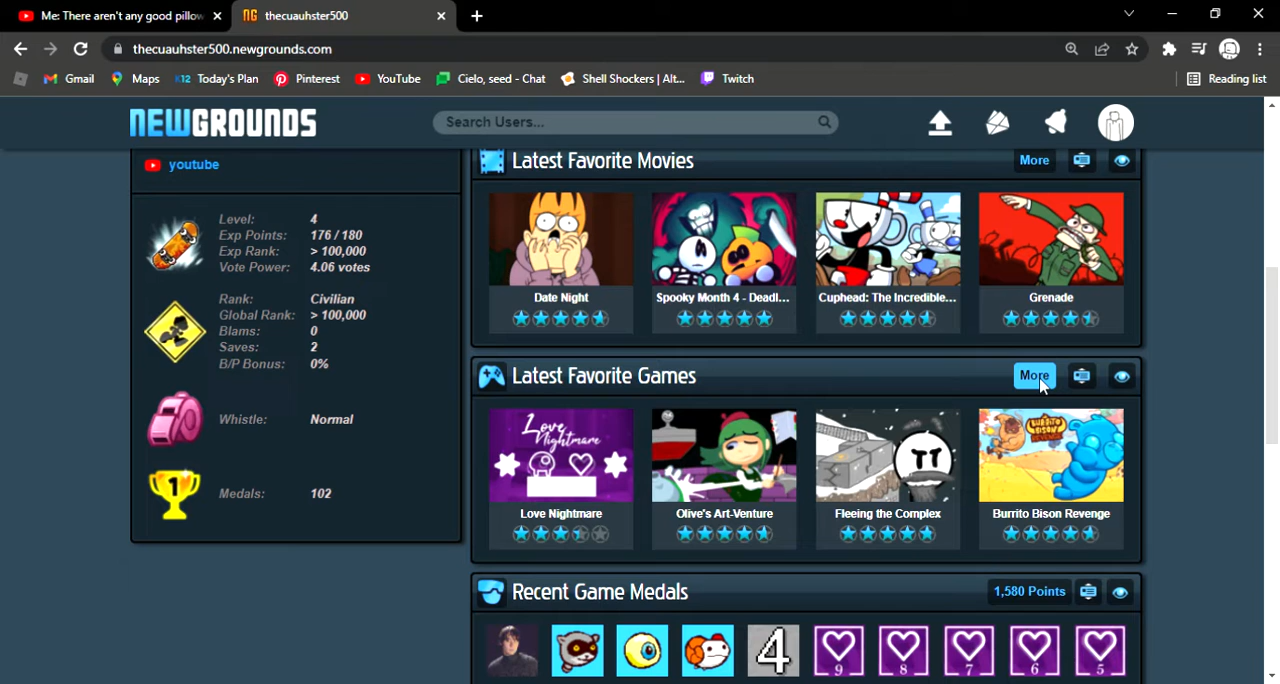 Me: There aren't any good pillow
thecuauhster500
thecuauhster500.newgrounds.com
Gmail
Maps
K12
Today's Plan
Pinterest
YouTube
Cielo, seed - Chat
Shell Shockers | Alt...
Twitch
Reading list
NEWGROUNDS
Search Users...
youtube
Level: 4
Exp Points: 176 / 180
Exp Rank: > 100,000
Vote Power: 4.06 votes
Rank: Civilian
Global Rank: > 100,000
Blams: 0
Saves: 2
B/P Bonus: 0%
Whistle: Normal
1
Medals: 102
Latest Favorite Movies
More
Date Night
Spooky Month 4 - Deadl...
Cuphead: The Incredible...
Grenade
Latest Favorite Games
More
Love Nightmare
BURRITO BISON REVENGE
Love Nightmare
Olive's Art-Venture
Fleeing the Complex
Burrito Bison Revenge
Recent Game Medals
1,580 Points
4
9
8
7
6
5